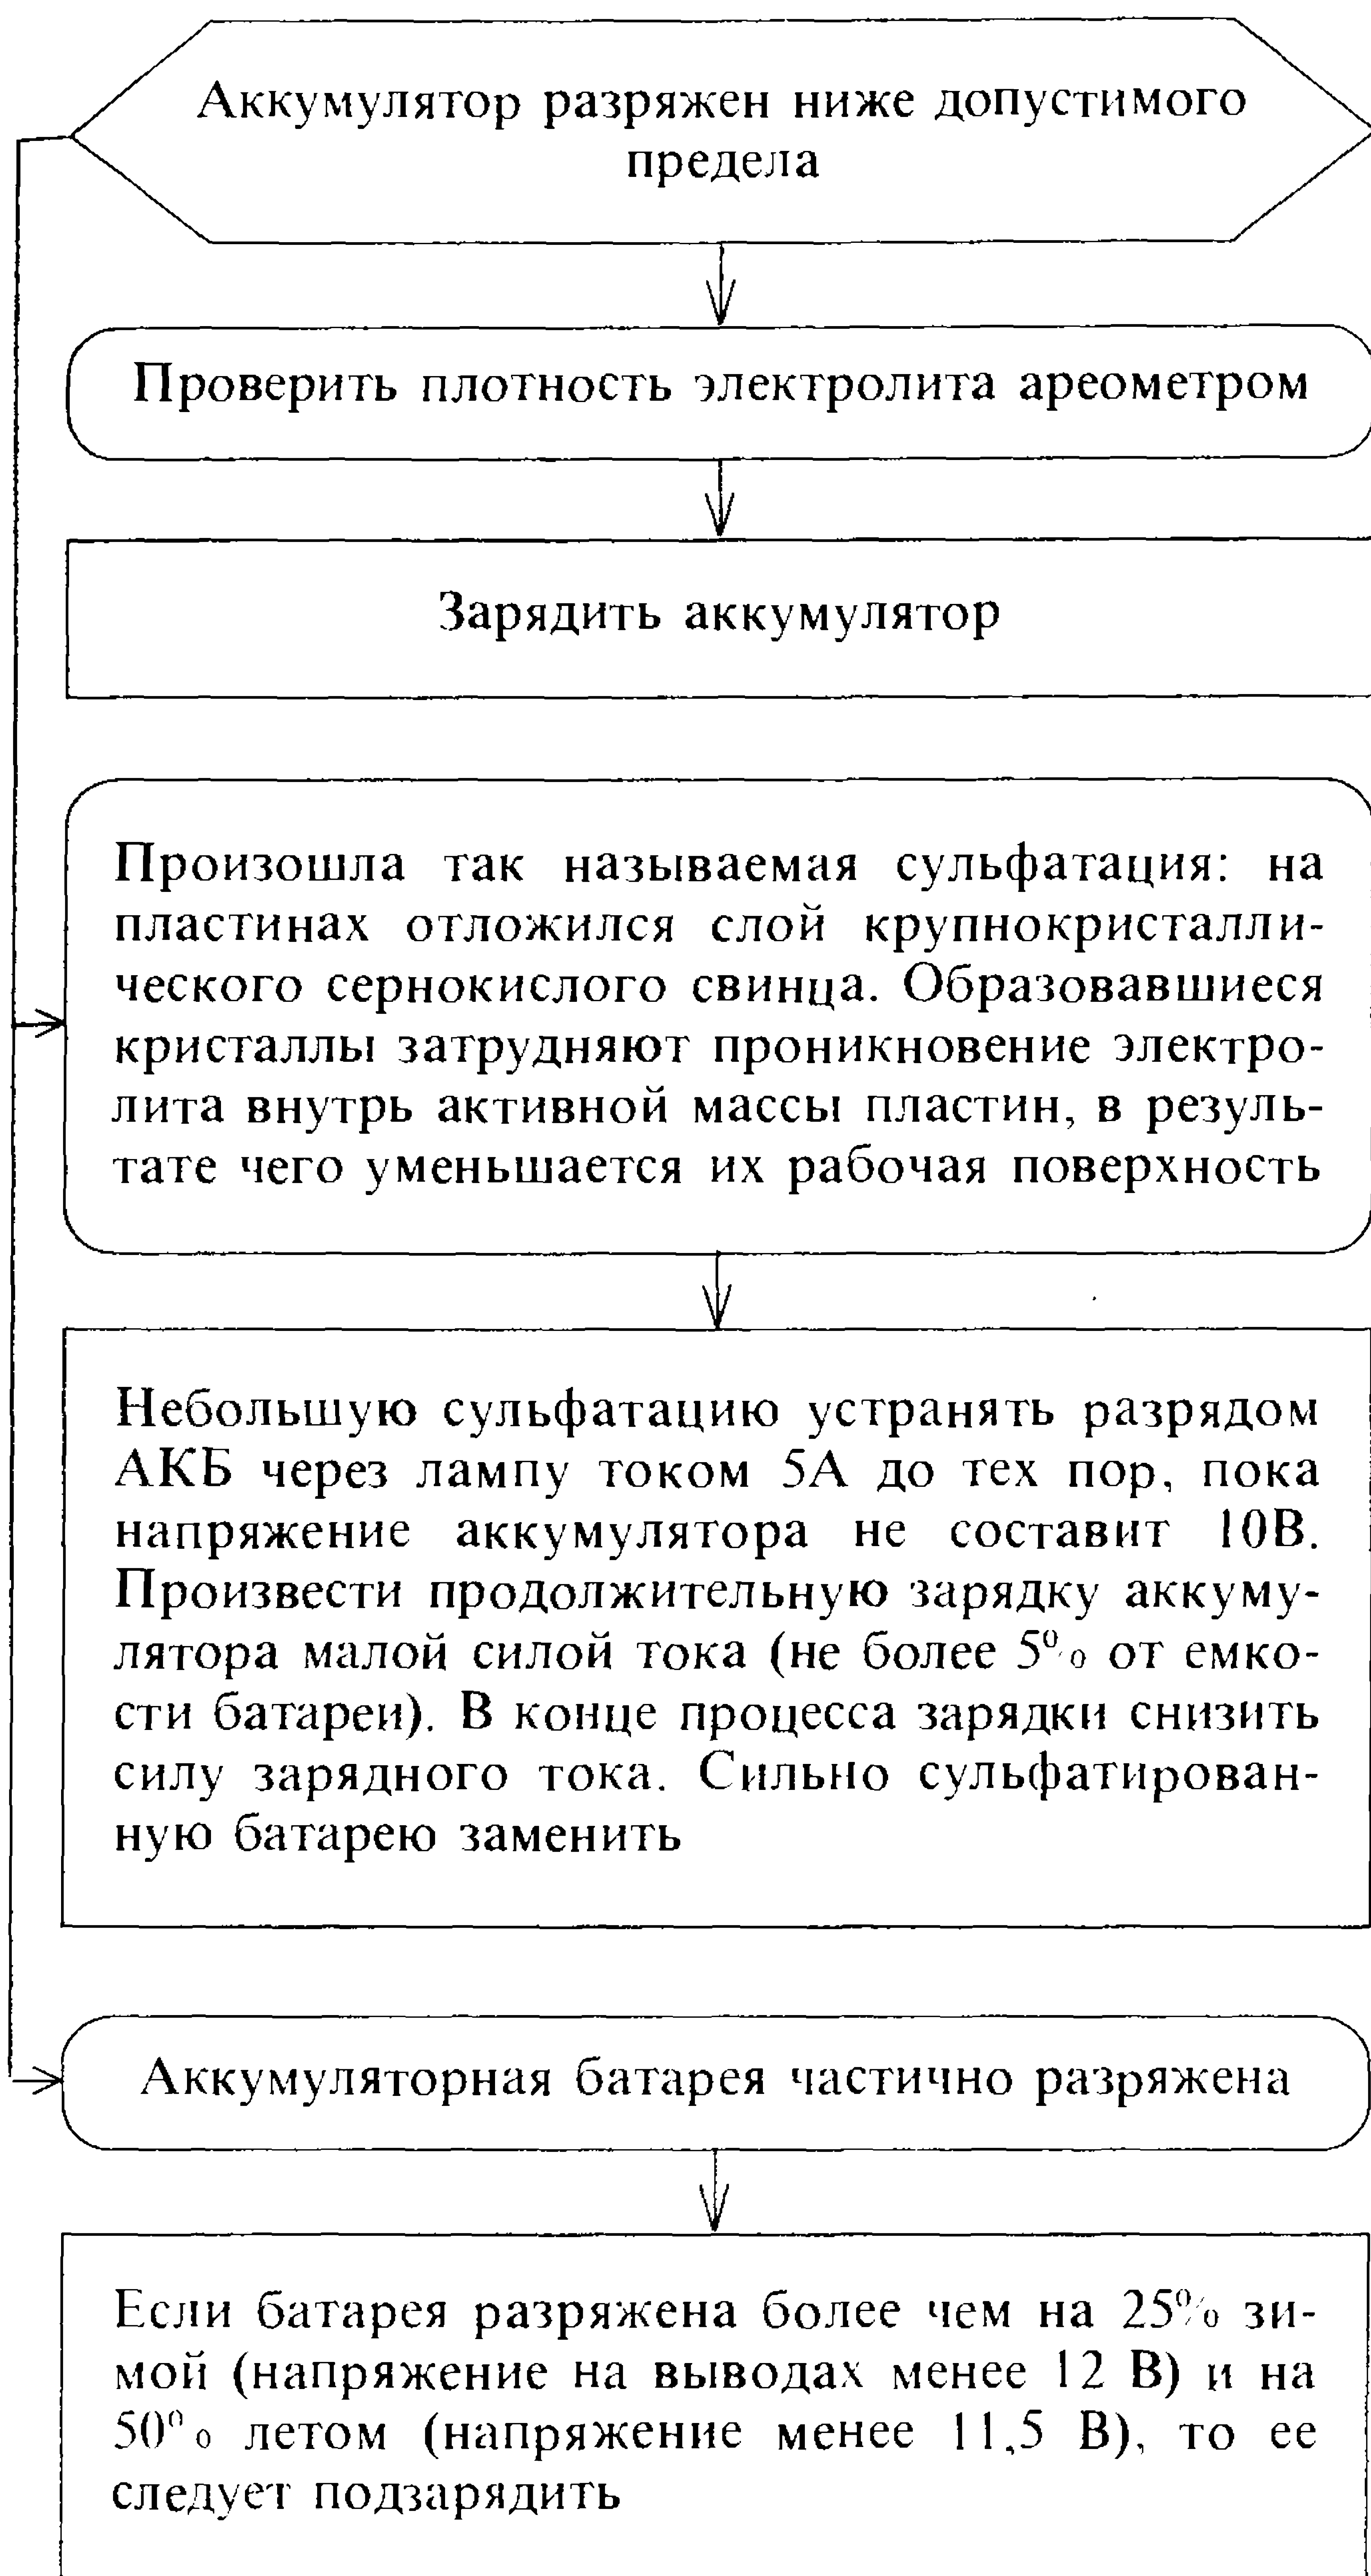 Аккумулятор разряжен ниже допустимого
предела
Проверить плотность электролита ареометром
Зарядить аккумулятор
Произошла так называемая сульфатация: на
пластинах отложился слой крупнокристалли-
ческого сернокислого свинца. Образовавшиеся
кристаллы затрудняют проникновение электро-
лита внутрь активной массы пластин, в резуль-
тате чего уменьшается их рабочая поверхность
Небольшую сульфатацию устранять разрядом
АКБ через лампу током 5А до тех пор, пока
напряжение аккумулятора не составит 10В.
Произвести продолжительную зарядку аккуму-
лятора малой силой тока (не более 5% от емко-
сти батареи). В конце процесса зарядки снизить
силу зарядного тока. Сильно сульфатирован-
ную батарею заменить
Аккумуляторная батарея частично разряжена
Если батарея разряжена более чем на 25% зи-
мой (напряжение на выводах менее 12 В) и на
50% летом (напряжение менее 11,5 В), то ее
следует подзарядить